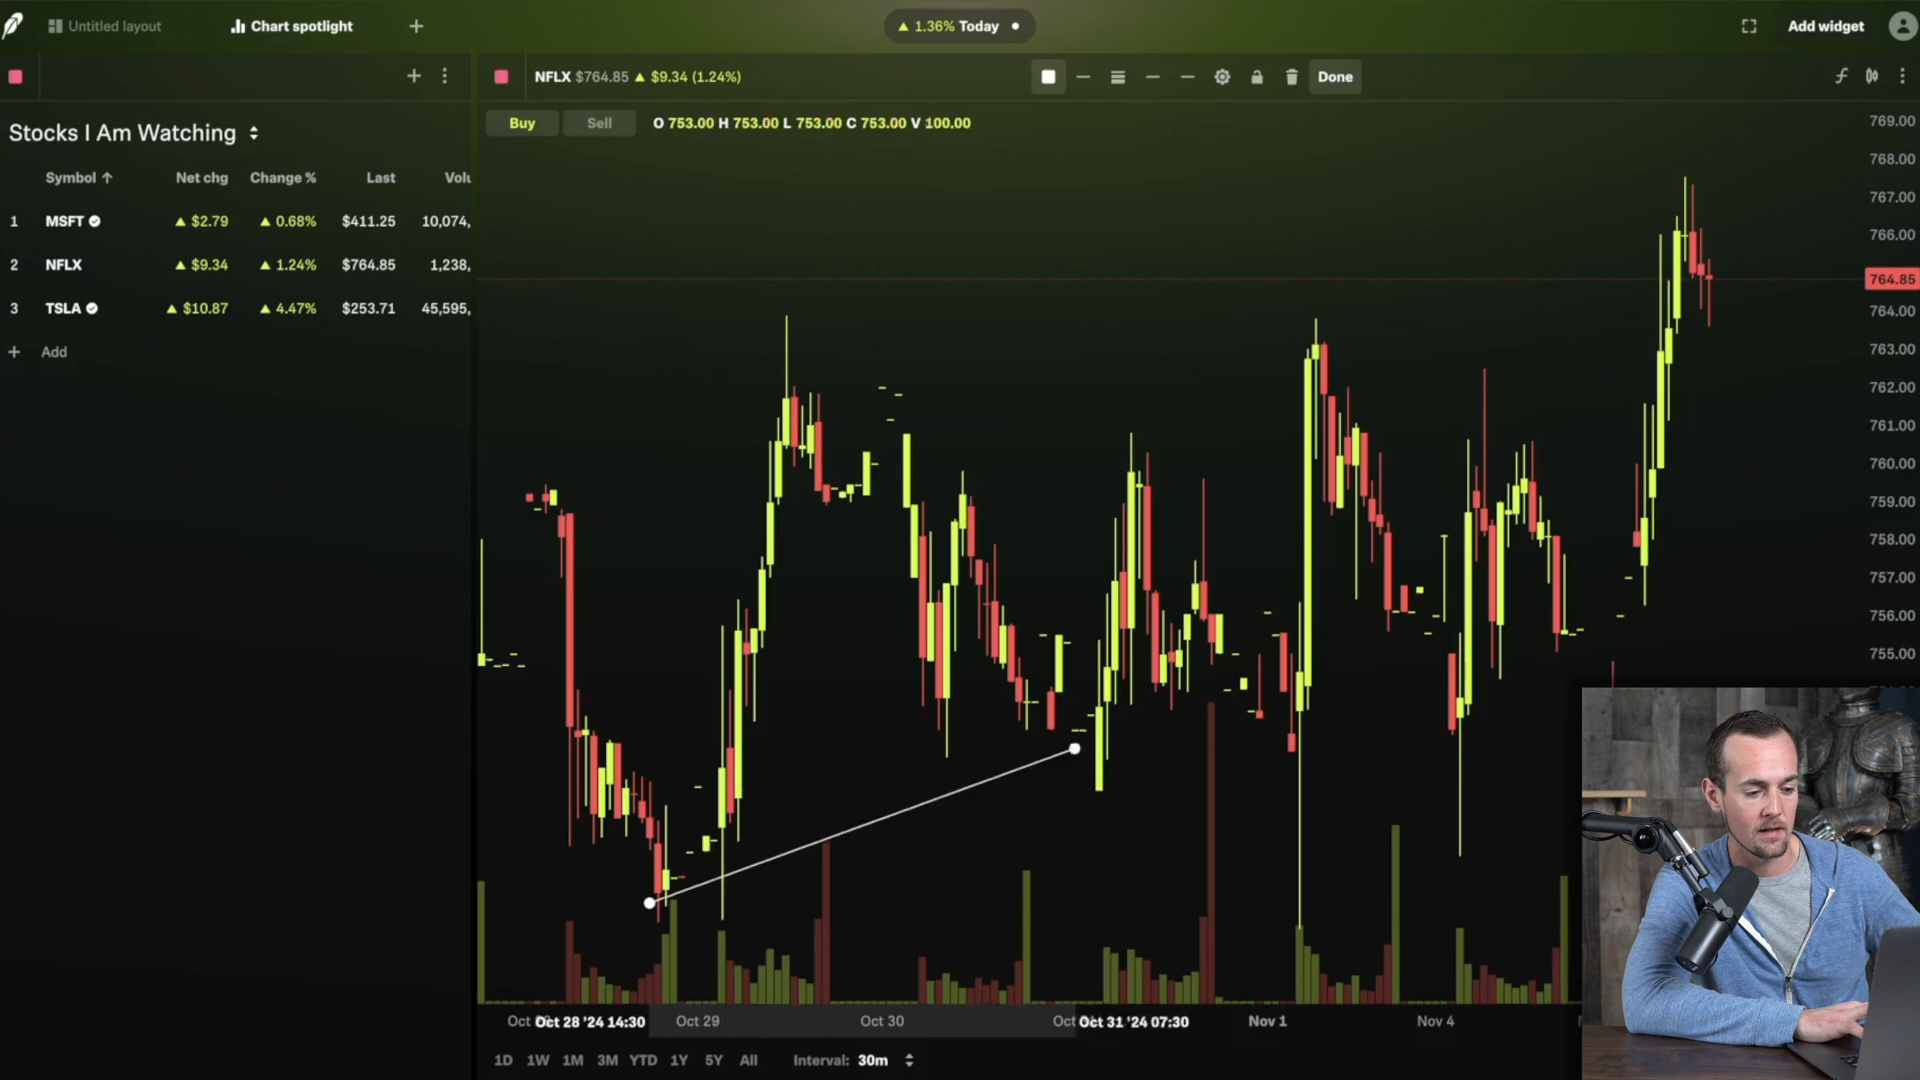 Untitled layout
Chart spotlight
1.36% Today
Add widget
NFLX $764.85 $9.34 (1.24%)
Done
Stocks I Am Watching
Buy
Sell
O 753.00 H 753.00 L 753.00 C 753.00 V 100.00
Symbol Net chg Change % Last Volu
1 MSFT $2.79 0.68% $411.25 10,074,
2 NFLX $9.34 1.24% $764.85 1,238,
3 TSLA $10.87 4.47% $253.71 45,595,
+ Add
769.00
768.00
767.00
766.00
764.85
764.00
763.00
762.00
761.00
760.00
759.00
758.00
757.00
756.00
755.00
Oct Oct 28 '24 14:30 Oct 29 Oct 30 Oct Oct 31 '24 07:30 Nov 1 Nov 4
1D 1W 1M 3M YTD 1Y 5Y All Interval: 30m